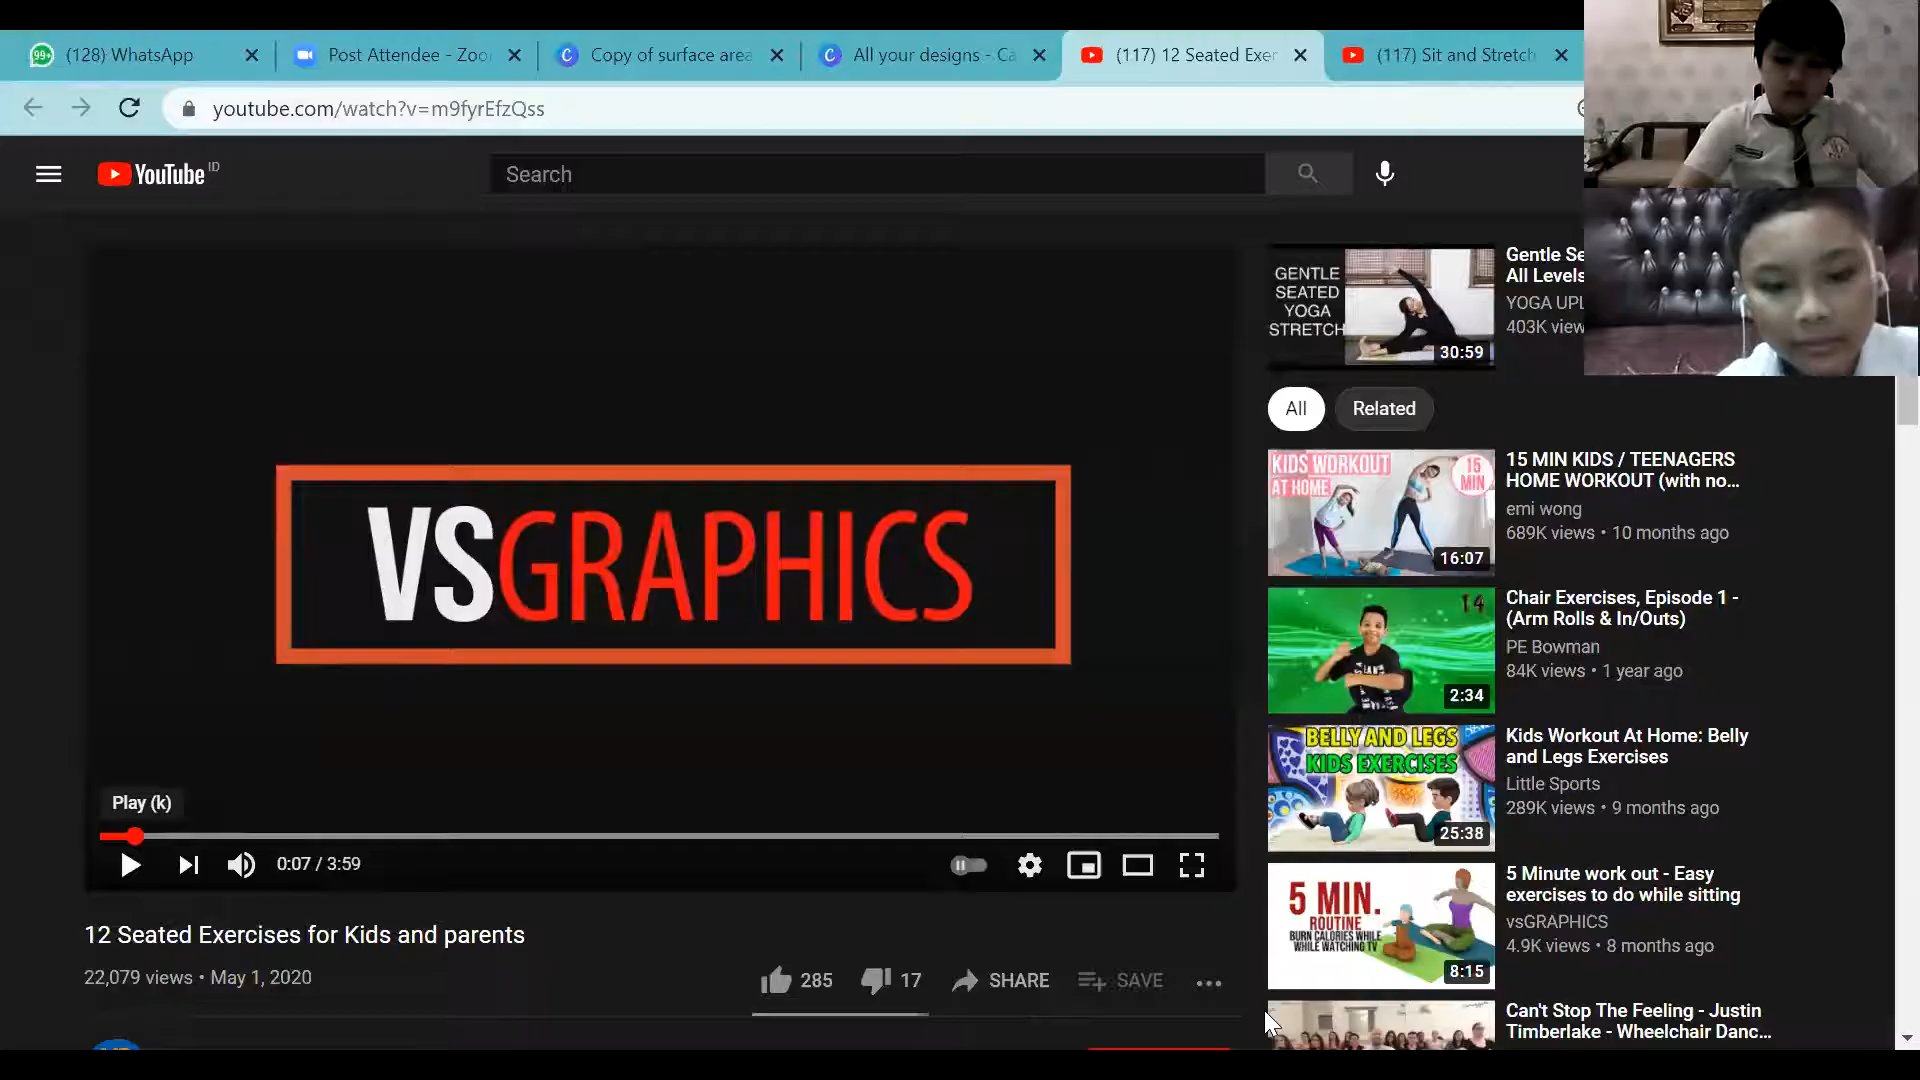 (128) WhatsApp
Post Attendee - Zoo
Copy of surface area
All your designs - Ca
(117) 12 Seated Exer
(117) Sit and Stretch
youtube.com/watch?v=m9fyrEfzQss
YouTube ID
Search
VSGRAPHICS
Play (k)
0:07 / 3:59
12 Seated Exercises for Kids and parents
22,079 views • May 1, 2020
285
17
SHARE
SAVE
GENTLE
SEATED
YOGA
STRETCH
30:59
Gentle Se
All Levels
YOGA UPL
403K view
All
Related
KIDS WORKOUT
AT HOME
15
MIN
16:07
15 MIN KIDS / TEENAGERS
HOME WORKOUT (with no...
emi wong
689K views • 10 months ago
14
2:34
Chair Exercises, Episode 1 -
(Arm Rolls & In/Outs)
PE Bowman
84K views • 1 year ago
BELLY AND LEGS
KIDS EXERCISES
25:38
Kids Workout At Home: Belly
and Legs Exercises
Little Sports
289K views • 9 months ago
5 MIN.
ROUTINE
BURN CALORIES WHILE
WHILE WATCHING TV
8:15
5 Minute work out - Easy
exercises to do while sitting
vsGRAPHICS
4.9K views • 8 months ago
Can't Stop The Feeling - Justin
Timberlake - Wheelchair Danc...